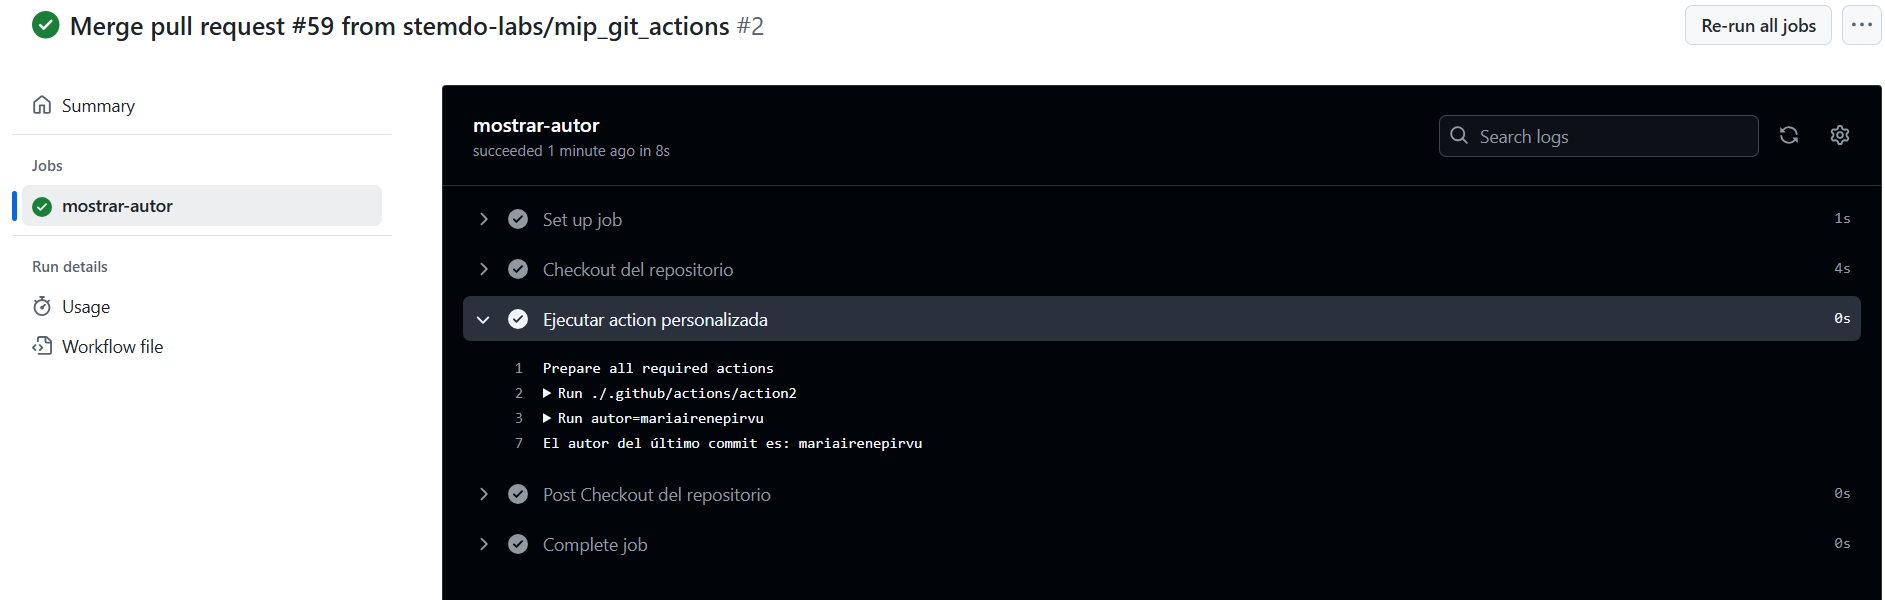 Merge pull request #59 from stemdo-labs/mip_git_actions #2
Re-run all jobs
Summary
Jobs
mostrar-autor
Run details
Usage
Workflow file
mostrar-autor
succeeded 1 minute ago in 8s
Search logs
Set up job 1s
Checkout del repositorio 4s
Ejecutar action personalizada 0s
1 Prepare all required actions
2 Run ./.github/actions/action2
3 Run autor=mariairenepirvu
7 El autor del último commit es: mariairenepirvu
Post Checkout del repositorio 0s
Complete job 0s